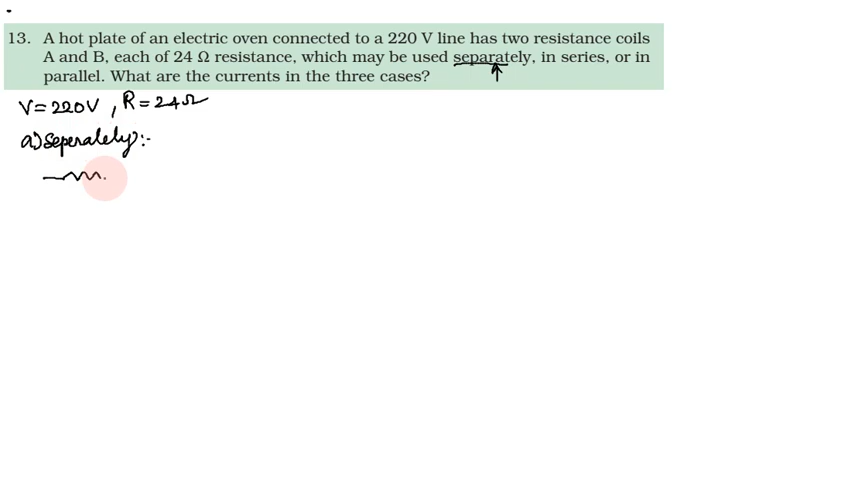 13. A hot plate of an electric oven connected to a 220 V line has two resistance coils
A and B, each of 24 Ω resistance, which may be used separately, in series, or in
parallel. What are the currents in the three cases?
V=220V, R=24Ω
a) Seperately:-